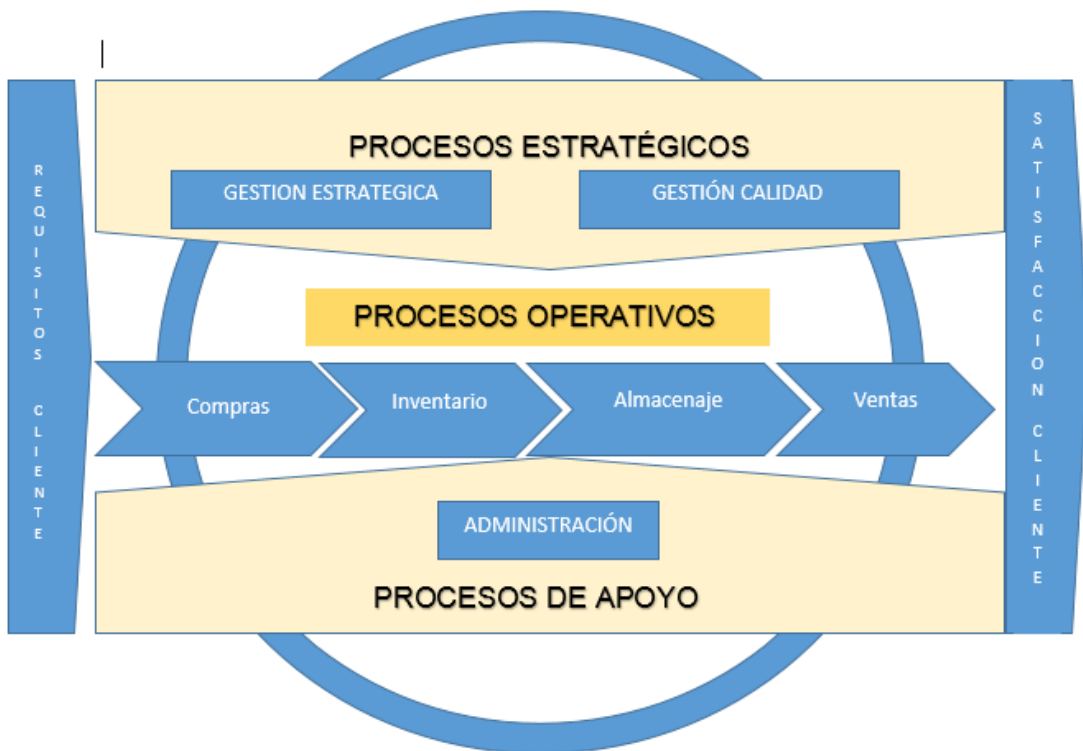 REQUISITOS CLIENTE
PROCESOS ESTRATÉGICOS
GESTION ESTRATEGICA
GESTIÓN CALIDAD
PROCESOS OPERATIVOS
Compras
Inventario
Almacenaje
Ventas
ADMINISTRACIÓN
PROCESOS DE APOYO
SATISFACCION CLIENTE